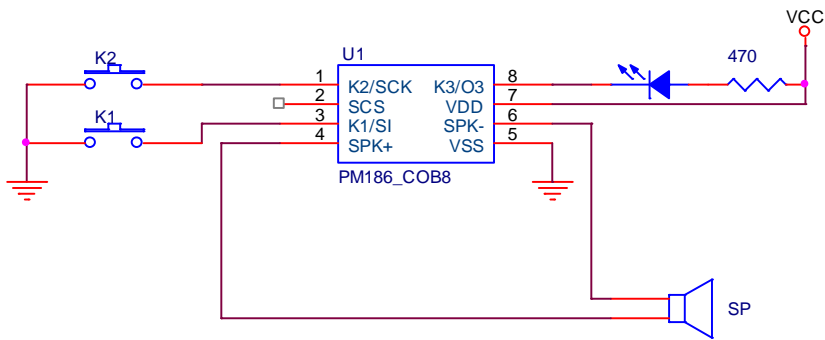 VCC
K2
U1
470
1
K2/SCK
K3/O3
8
2
SCS
VDD
7
K1
3
K1/SI
SPK-
6
4
SPK+
VSS
5
PM186_COB8
SP